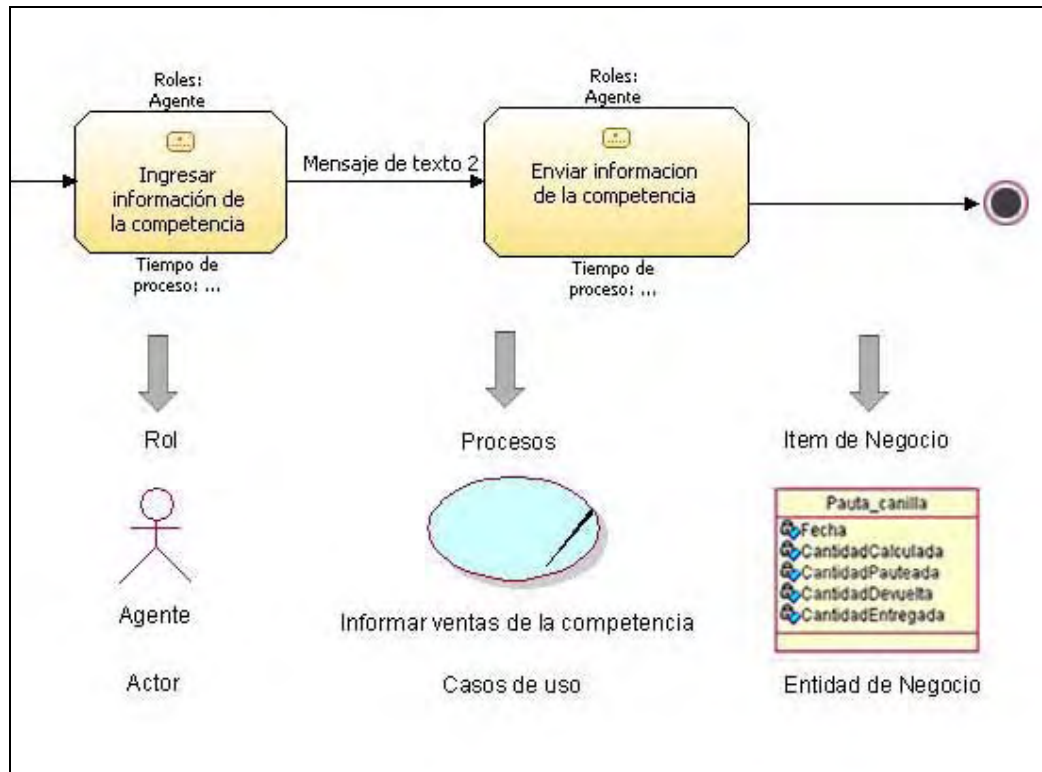 Roles:
Agente
Ingresar
información de
la competencia
Tiempo de
proceso: ...
Mensaje de texto 2
Roles:
Agente
Enviar informacion
de la competencia
Tiempo de
proceso: ...
Rol
Procesos
Item de Negocio
Agente
Informar ventas de la competencia
Pauta_canilla
Fecha
CantidadCalculada
CantidadPauteada
CantidadDevuelta
CantidadEntregada
Actor
Casos de uso
Entidad de Negocio